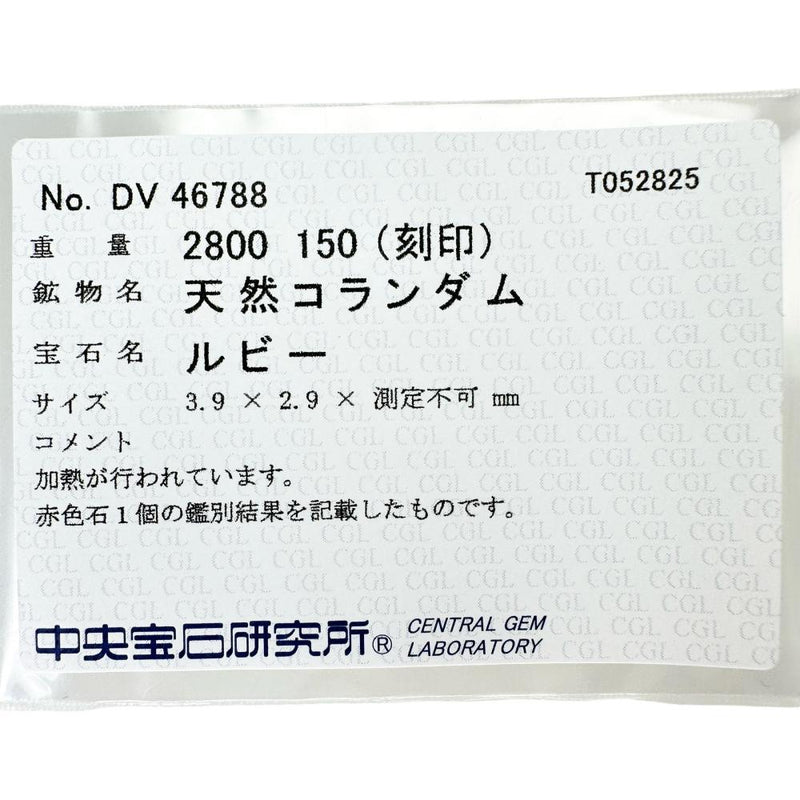 No. DV 46788 T052825
重量 2800 150 (刻印)
鉱物名 天然コランダム
宝石名 ルビー
サイズ 3.9 × 2.9 × 測定不可 mm
コメント
加熱が行われています。
赤色石1個の鑑別結果を記載したものです。
中央宝石研究所® CENTRAL GEM
LABORATORY